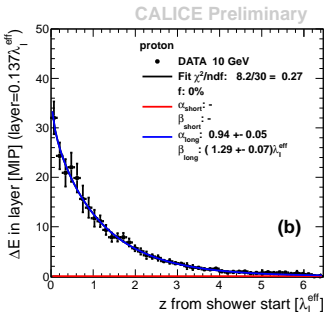 CALICE Preliminary
ΔE in layer [MIP] (layer=0.137λ_I^eff)
50
40
30
20
10
0
proton
DATA 10 GeV
Fit χ²/ndf: 8.2/30 = 0.27
f: 0%
α_short: -
β_short: -
α_long: 0.94 +- 0.05
β_long: ( 1.29 +- 0.07)λ_I^eff
(b)
0 1 2 3 4 5 6
z from shower start [λ_I^eff]